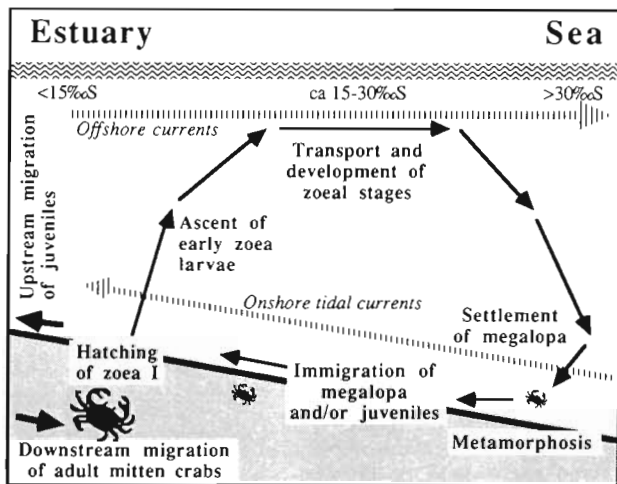 Estuary
Sea
<15‰S
ca 15-30‰S
>30‰S
Offshore currents
Transport and
development of
zoeal stages
Upstream migration
of juveniles
Ascent of
early zoea
larvae
Onshore tidal currents
Settlement
of megalopa
Hatching
of zoea I
Immigration of
megalopa
and/or juveniles
Metamorphosis
Downstream migration
of adult mitten crabs